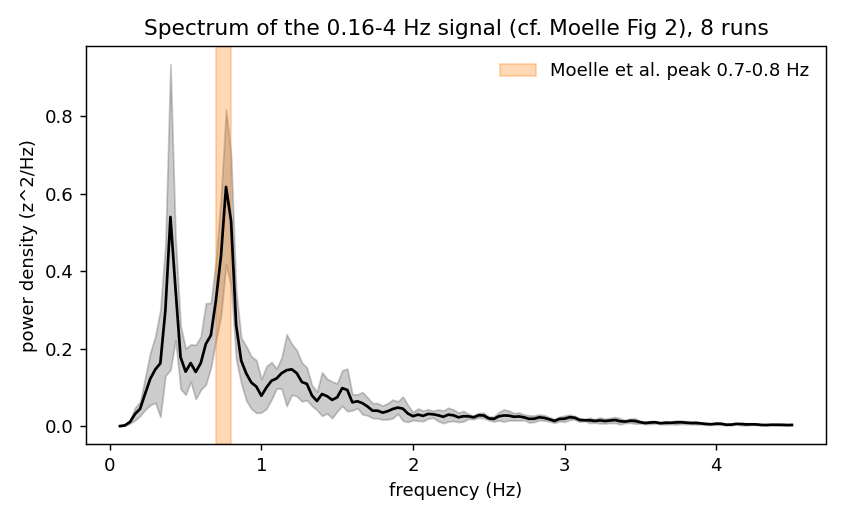 Spectrum of the 0.16-4 Hz signal (cf. Moelle Fig 2), 8 runs
Moelle et al. peak 0.7-0.8 Hz
power density (z^2/Hz)
0.8
0.6
0.4
0.2
0.0
0 1 2 3 4
frequency (Hz)